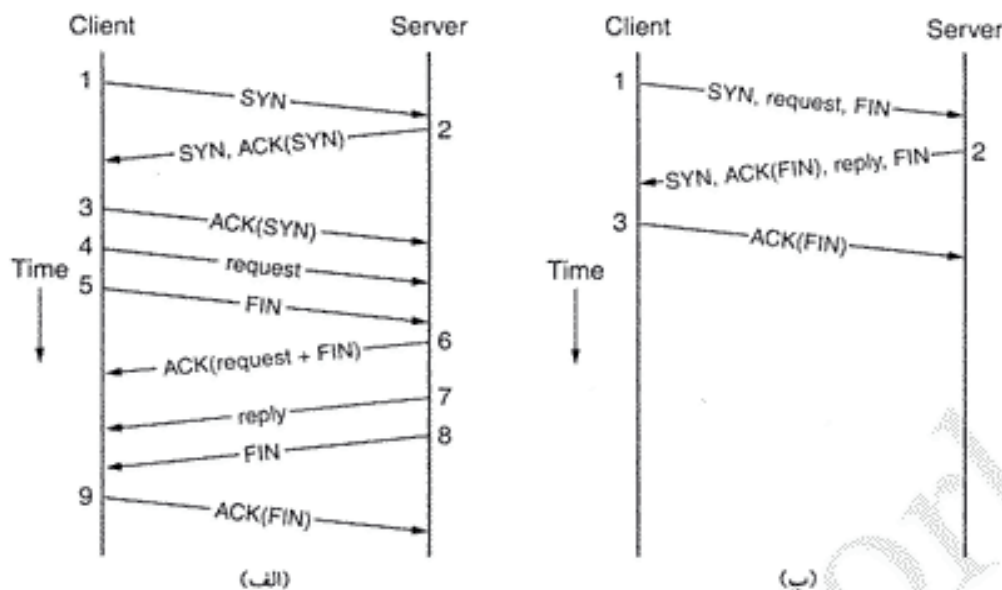 Client Server
1 SYN
2 SYN, ACK(SYN)
3 ACK(SYN)
4 request
Time
5 FIN
6 ACK(request + FIN)
7 reply
8 FIN
9 ACK(FIN)
(الف)
Client Server
1 SYN, request, FIN
2 SYN, ACK(FIN), reply, FIN
3 ACK(FIN)
Time
(ب)